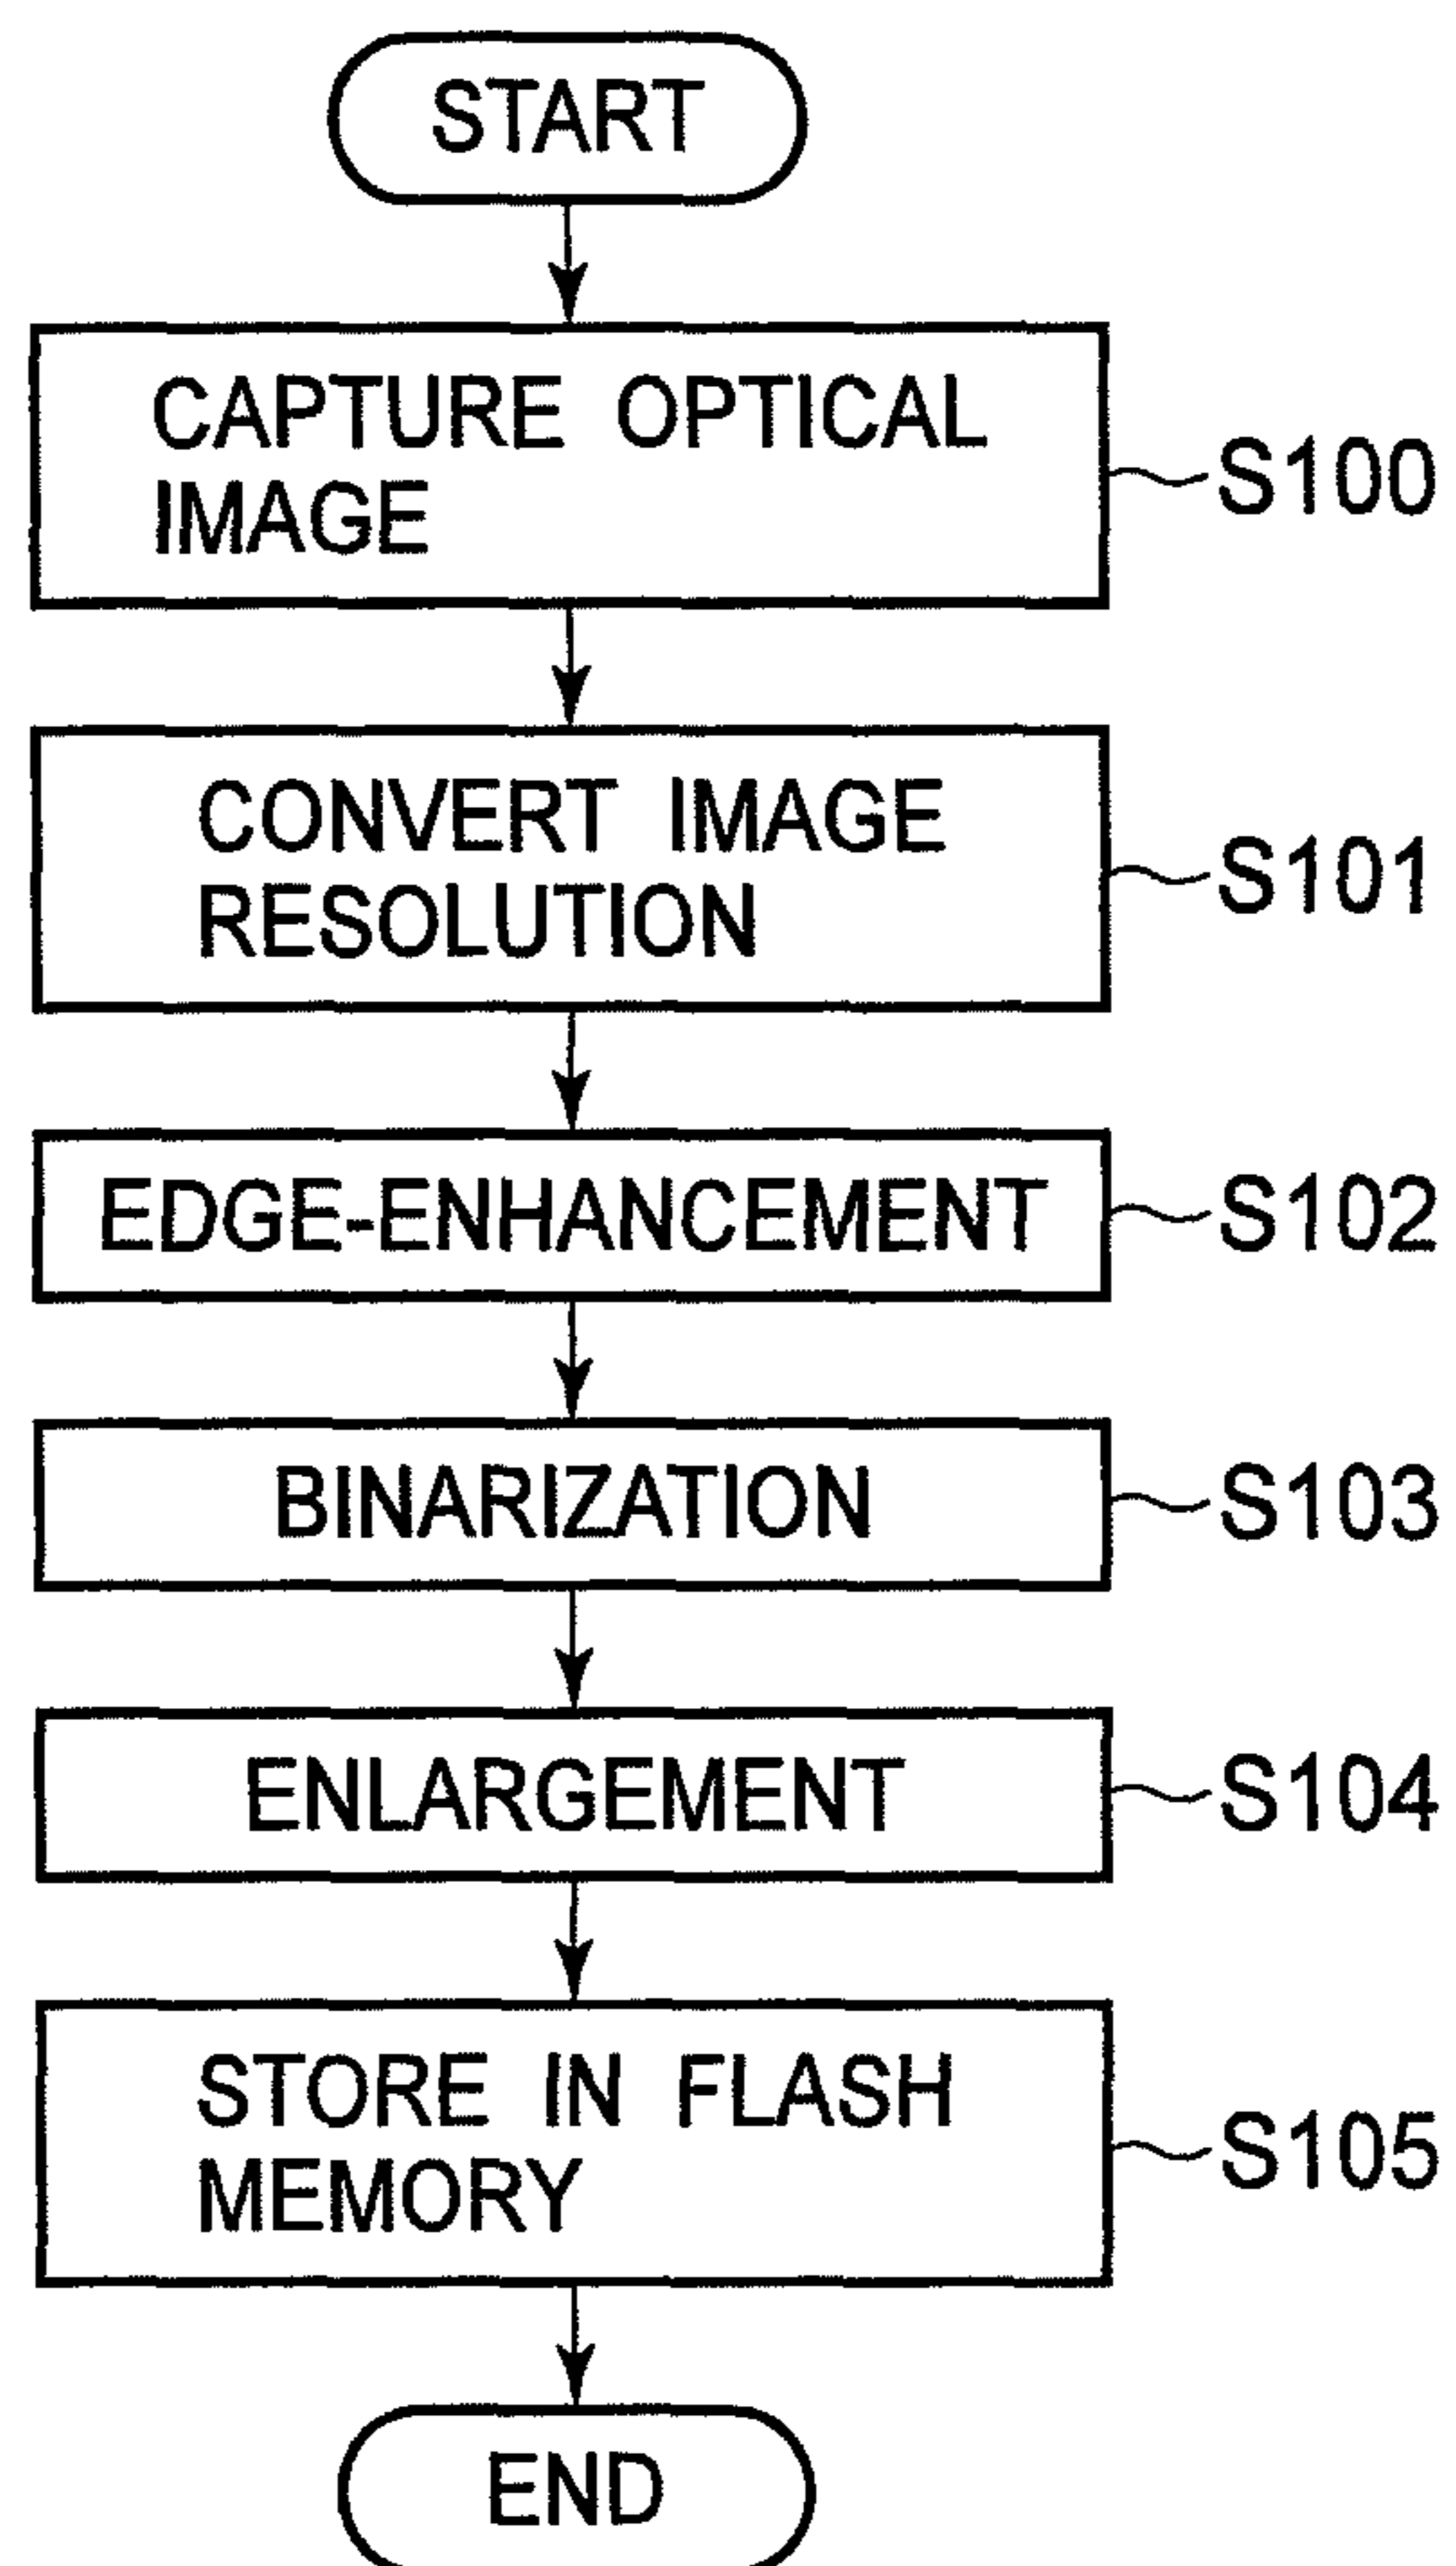 START
CAPTURE OPTICAL
IMAGE
S100
CONVERT IMAGE
RESOLUTION
S101
EDGE-ENHANCEMENT
S102
BINARIZATION
S103
ENLARGEMENT
S104
STORE IN FLASH
MEMORY
S105
END